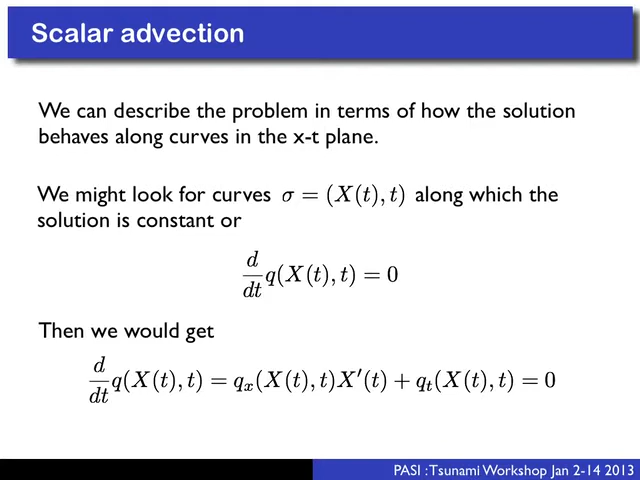 Scalar advection
We can describe the problem in terms of how the solution
behaves along curves in the x-t plane.
We might look for curves σ = (X(t), t) along which the
solution is constant or
d/dt q(X(t), t) = 0
Then we would get
d/dt q(X(t), t) = qₓ(X(t), t)X′(t) + qₜ(X(t), t) = 0
PASI : Tsunami Workshop Jan 2-14 2013